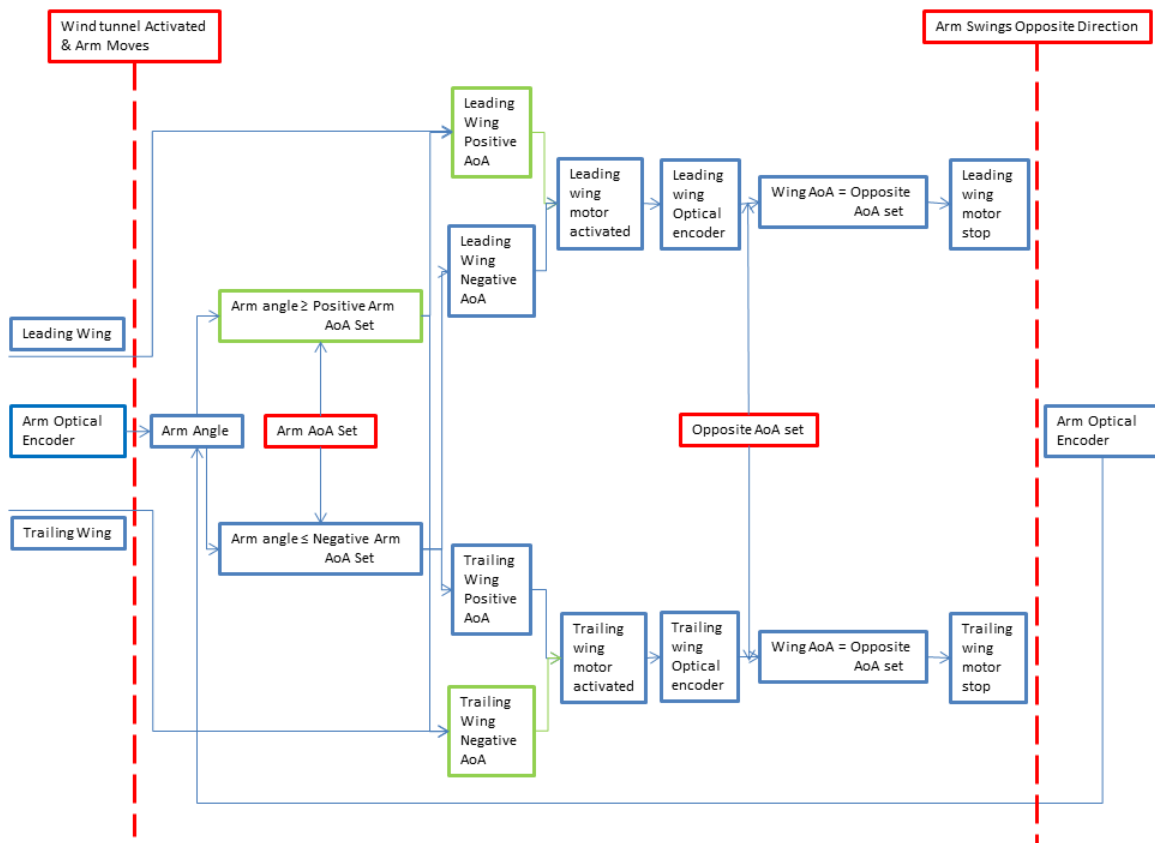 Wind tunnel Activated
& Arm Moves
Arm Swings Opposite Direction
Leading
Wing
Positive
AoA
Leading
wing
motor
activated
Leading
wing
Optical
encoder
Wing AoA = Opposite
AoA set
Leading
wing
motor
stop
Leading
Wing
Negative
AoA
Arm angle ≥ Positive Arm
AoA Set
Leading Wing
Arm Optical
Encoder
Arm Angle
Arm AoA Set
Opposite AoA set
Arm Optical
Encoder
Trailing Wing
Arm angle ≤ Negative Arm
AoA Set
Trailing
Wing
Positive
AoA
Trailing
wing
motor
activated
Trailing
wing
Optical
encoder
Wing AoA = Opposite
AoA set
Trailing
wing
motor
stop
Trailing
Wing
Negative
AoA